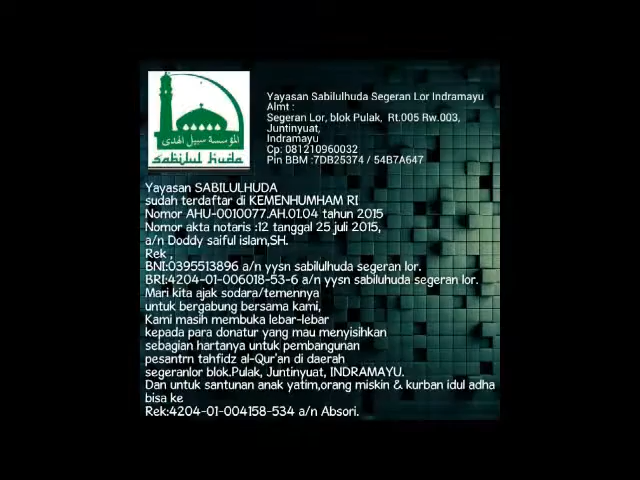 المؤسسة سبيل الهدى
sabilul huda
Yayasan Sabilulhuda Segeran Lor Indramayu
Almt :
Segeran Lor, blok Pulak, Rt.005 Rw.003,
Juntinyuat,
Indramayu
Cp: 081210960032
Pin BBM :7DB25374 / 54B7A647
Yayasan SABILULHUDA
sudah terdaftar di KEMENHUMHAM RI
Nomor AHU-0010077.AH.01.04 tahun 2015
Nomor akta notaris :12 tanggal 25 juli 2015,
a/n Doddy saiful islam,SH.
Rek ,
BNI:0395513896 a/n yysn sabilulhuda segeran lor.
BRI:4204-01-006018-53-6 a/n yysn sabiluhuda segeran lor.
Mari kita ajak sodara/temennya
untuk bergabung bersama kami,
Kami masih membuka lebar-lebar
kepada para donatur yang mau menyisihkan
sebagian hartanya untuk pembangunan
pesantrn tahfidz al-Qur'an di daerah
segeranlor blok.Pulak, Juntinyuat, INDRAMAYU.
Dan untuk santunan anak yatim,orang miskin & kurban idul adha
bisa ke
Rek:4204-01-004158-534 a/n Absori.